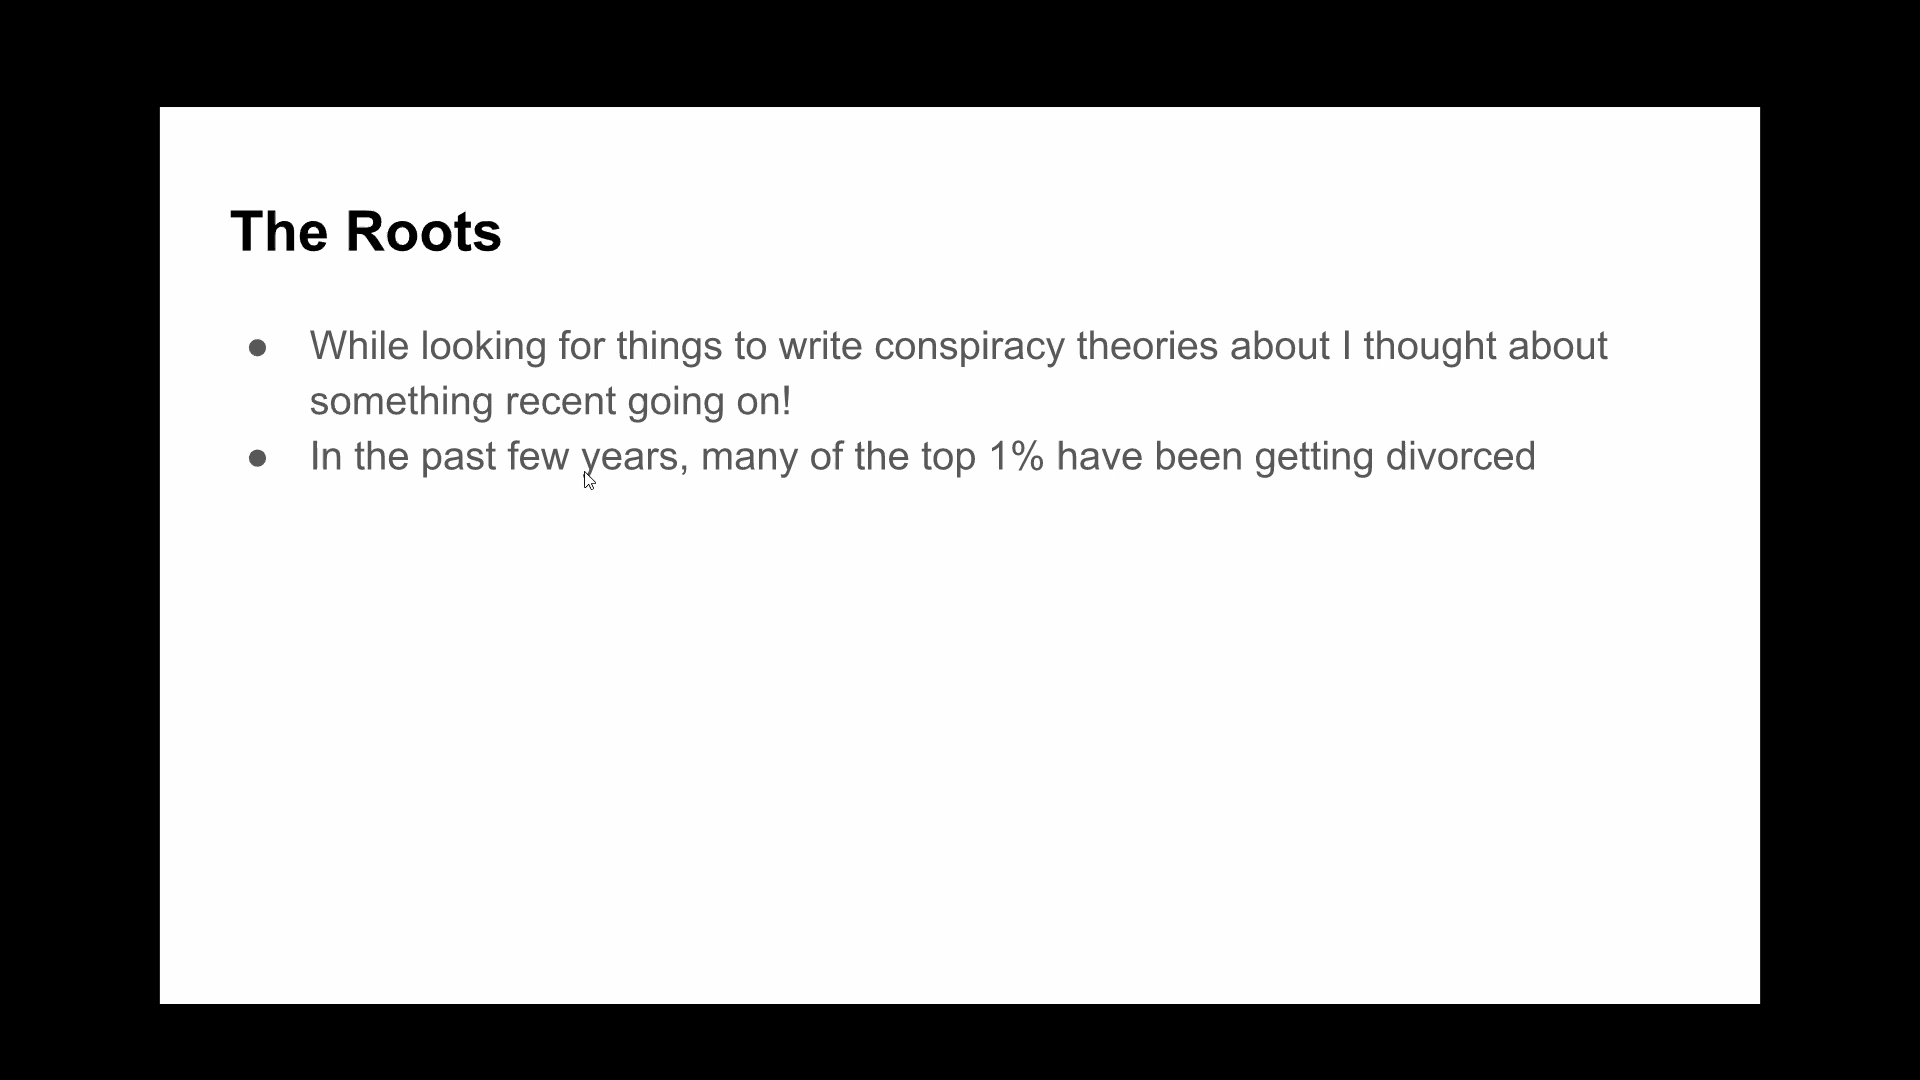 The Roots
● While looking for things to write conspiracy theories about I thought about
something recent going on!
● In the past few years, many of the top 1% have been getting divorced